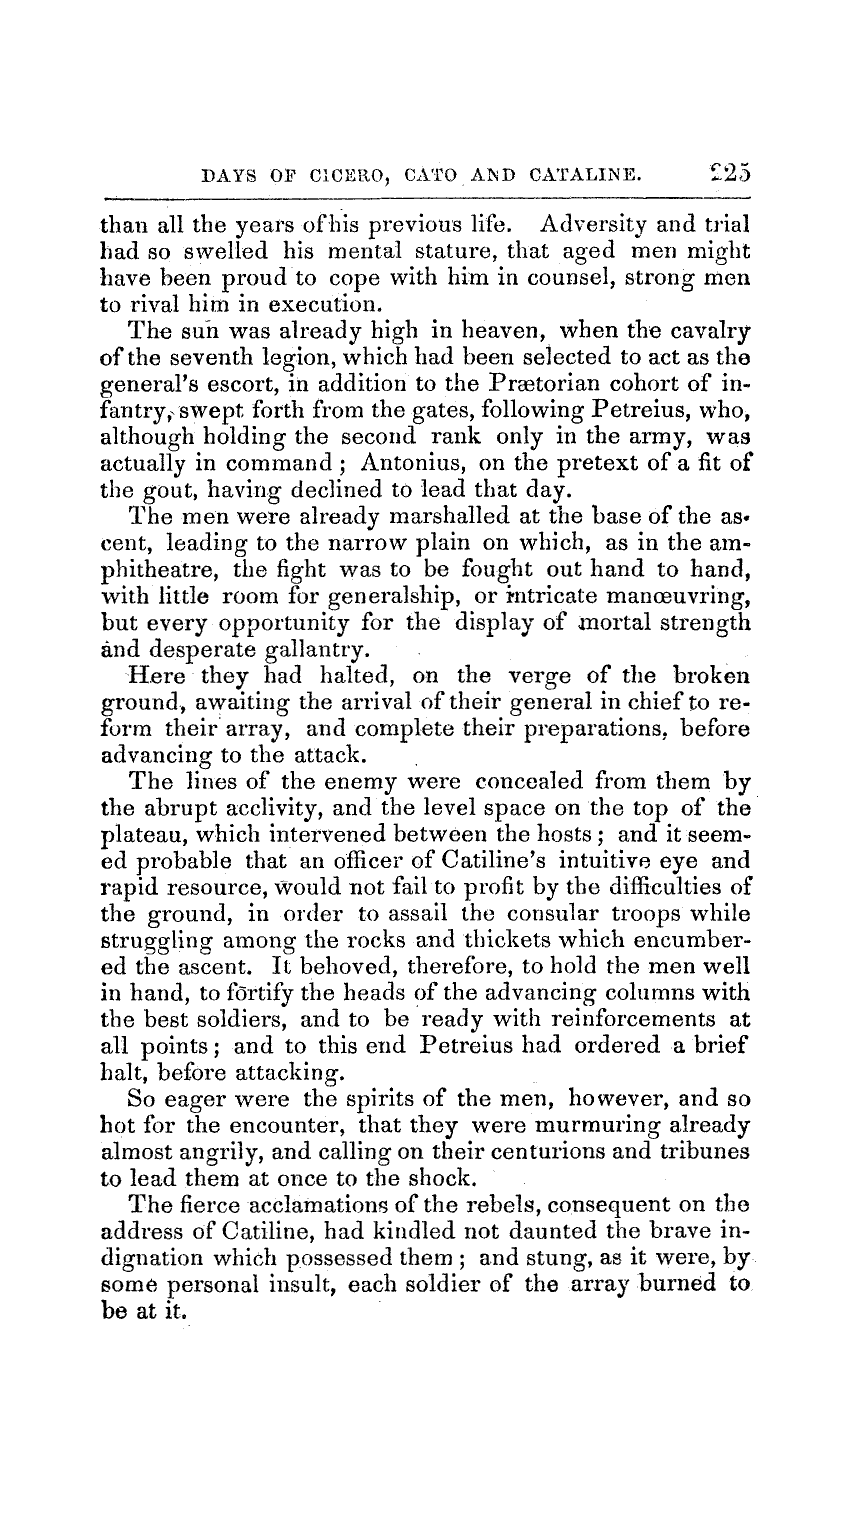 DAYS OF CICERO, CATO AND CATALINE. 225
than all the years of his previous life. Adversity and trial
had so swelled his mental stature, that aged men might
have been proud to cope with him in counsel, strong men
to rival him in execution.
The sun was already high in heaven, when the cavalry
of the seventh legion, which had been selected to act as the
general's escort, in addition to the Prætorian cohort of in-
fantry, swept forth from the gates, following Petreius, who,
although holding the second rank only in the army, was
actually in command ; Antonius, on the pretext of a fit of
the gout, having declined to lead that day.
The men were already marshalled at the base of the as-
cent, leading to the narrow plain on which, as in the am-
phitheatre, the fight was to be fought out hand to hand,
with little room for generalship, or intricate manœuvring,
but every opportunity for the display of mortal strength
and desperate gallantry.
Here they had halted, on the verge of the broken
ground, awaiting the arrival of their general in chief to re-
form their array, and complete their preparations, before
advancing to the attack.
The lines of the enemy were concealed from them by
the abrupt acclivity, and the level space on the top of the
plateau, which intervened between the hosts ; and it seem-
ed probable that an officer of Catiline's intuitive eye and
rapid resource, would not fail to profit by the difficulties of
the ground, in order to assail the consular troops while
struggling among the rocks and thickets which encumber-
ed the ascent. It behoved, therefore, to hold the men well
in hand, to fortify the heads of the advancing columns with
the best soldiers, and to be ready with reinforcements at
all points ; and to this end Petreius had ordered a brief
halt, before attacking.
So eager were the spirits of the men, however, and so
hot for the encounter, that they were murmuring already
almost angrily, and calling on their centurions and tribunes
to lead them at once to the shock.
The fierce acclamations of the rebels, consequent on the
address of Catiline, had kindled not daunted the brave in-
dignation which possessed them ; and stung, as it were, by
some personal insult, each soldier of the array burned to
be at it.